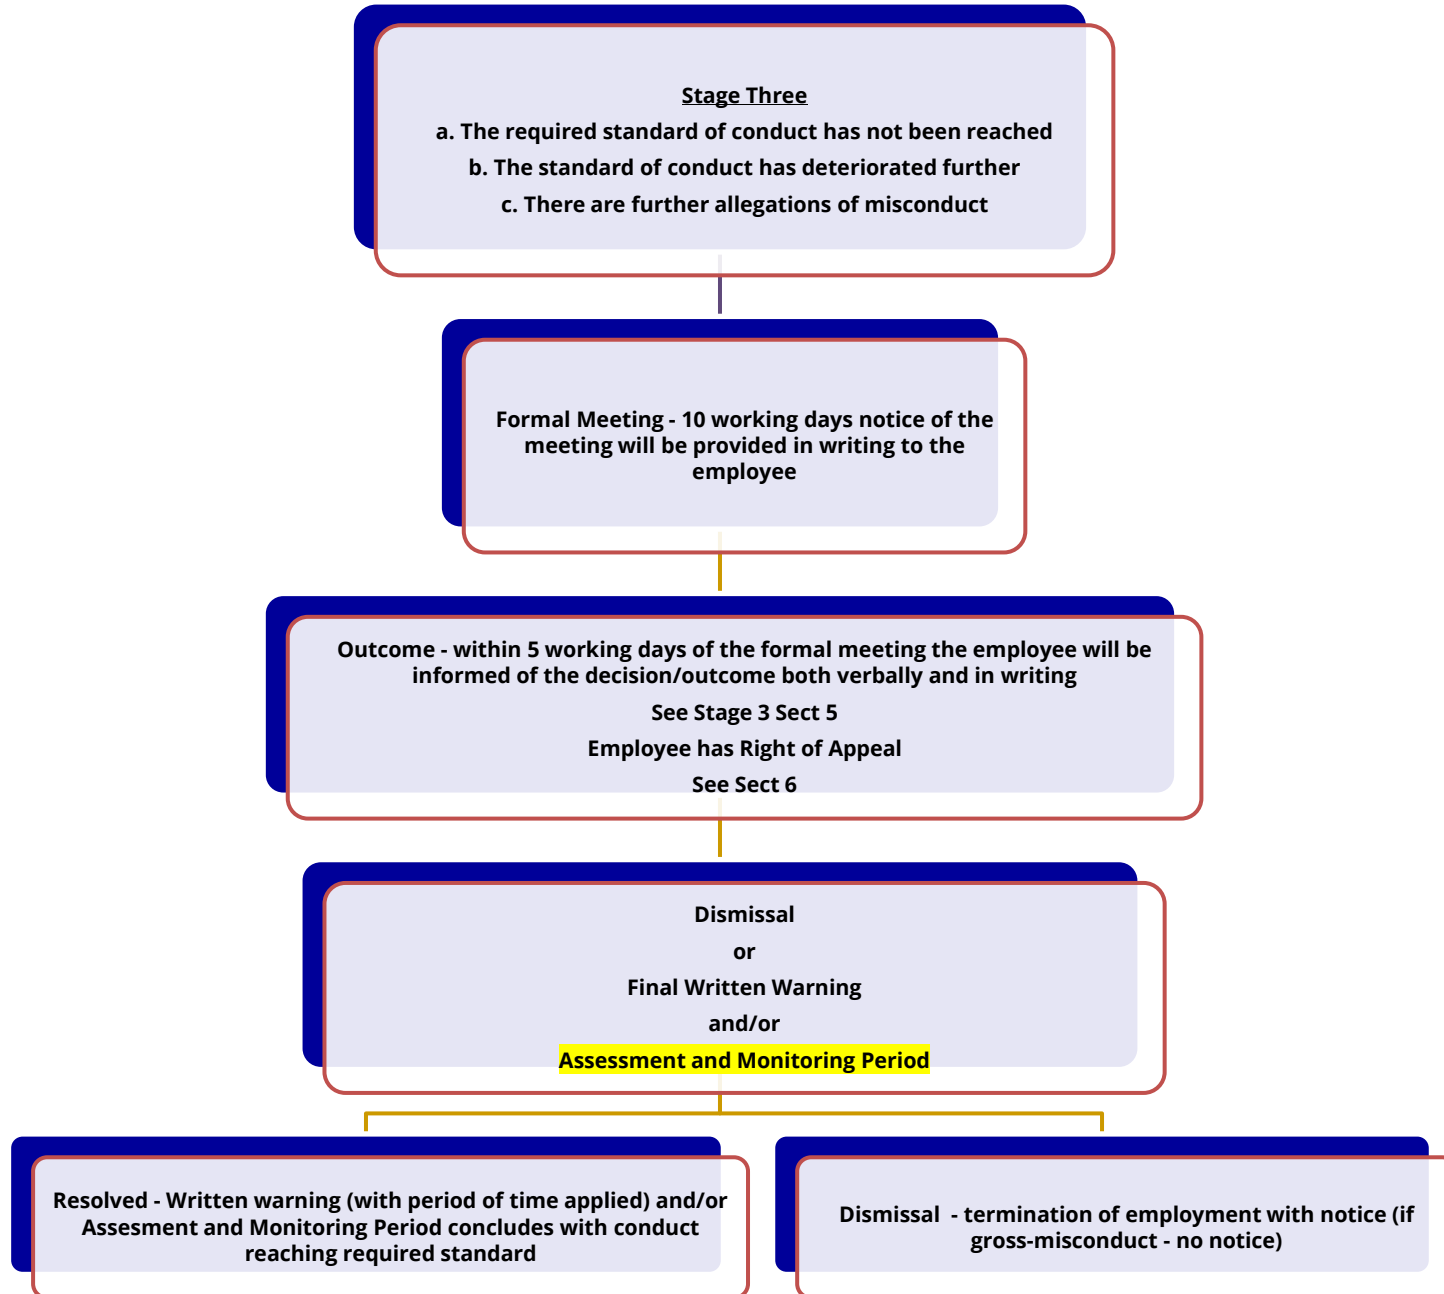 Stage Three
a. The required standard of conduct has not been reached
b. The standard of conduct has deteriorated further
c. There are further allegations of misconduct
Formal Meeting - 10 working days notice of the
meeting will be provided in writing to the
employee
Outcome - within 5 working days of the formal meeting the employee will be
informed of the decision/outcome both verbally and in writing
See Stage 3 Sect 5
Employee has Right of Appeal
See Sect 6
Dismissal
or
Final Written Warning
and/or
Assessment and Monitoring Period
Resolved - Written warning (with period of time applied) and/or
Assesment and Monitoring Period concludes with conduct
reaching required standard
Dismissal  - termination of employment with notice (if
gross-misconduct - no notice)